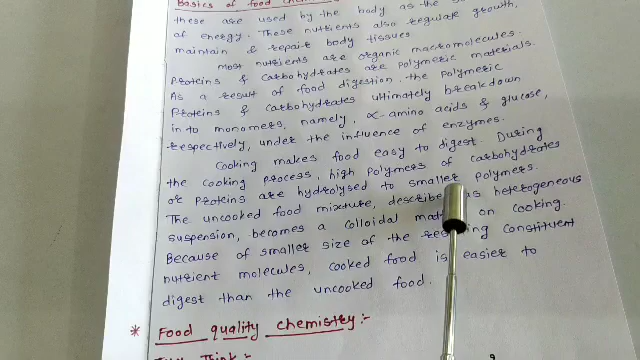 Basics of food
these are used by the body as the
of energy. These nutrients also regulate growth,
maintain & repair body tissues
most nutrients are organic macromolecules.
Proteins & carbohydrates are polymeric materials.
As a result of food digestion, the polymeric
Proteins & carbohydrates ultimately breakdown
in to monomers, namely, α-amino acids & glucose,
respectively, under the influence of enzymes.
Cooking makes food easy to digest. During
the cooking process, high polymers of carbohydrates
or proteins are hydrolysed to smaller polymers.
The uncooked food mixture, described as heterogeneous
suspension, becomes a colloidal on cooking.
Because of smaller size of the constituent
nutrient molecules, cooked food is easier to
digest than the uncooked food.
* Food quality chemistry:-
Think:-